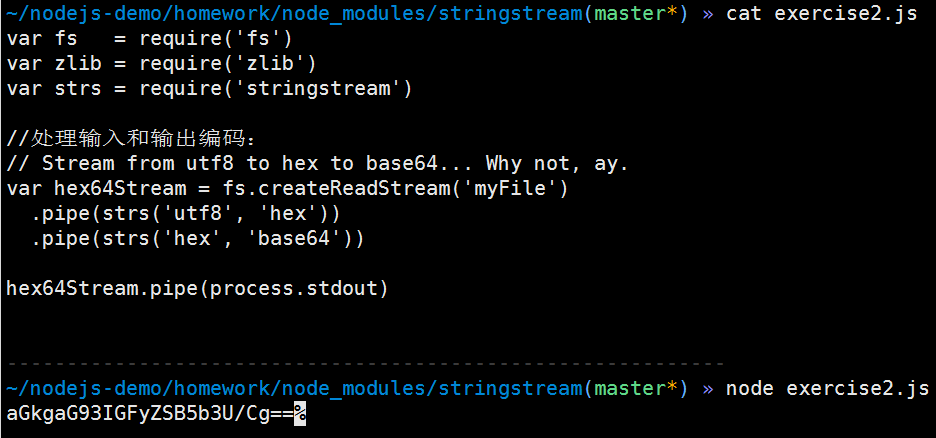 ~/nodejs-demo/homework/node_modules/stringstream(master*) » cat exercise2.js
var fs   = require('fs')
var zlib = require('zlib')
var strs = require('stringstream')

//处理输入和输出编码：
// Stream from utf8 to hex to base64... Why not, ay.
var hex64Stream = fs.createReadStream('myFile')
  .pipe(strs('utf8', 'hex'))
  .pipe(strs('hex', 'base64'))

hex64Stream.pipe(process.stdout)

------------------------------------------------------------
~/nodejs-demo/homework/node_modules/stringstream(master*) » node exercise2.js
aGkgaG93IGFyZSB5b3U/Cg==%